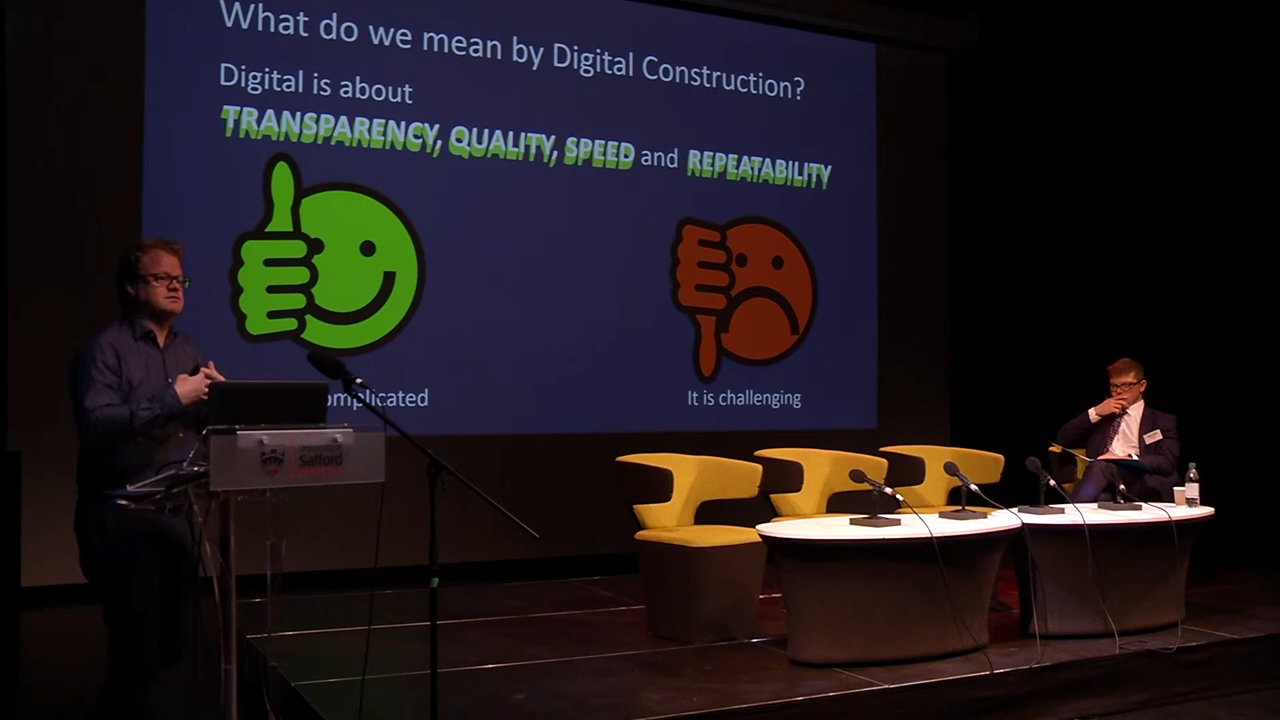 What do we mean by Digital Construction?
Digital is about
TRANSPARENCY, QUALITY, SPEED and REPEATABILITY
It is challenging
Salford